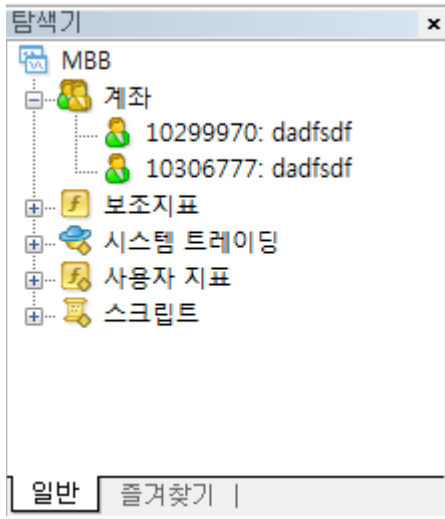 탐색기
MBB
계좌
10299970: dadfsdf
10306777: dadfsdf
보조지표
시스템 트레이딩
사용자 지표
스크립트
일반 즐겨찾기